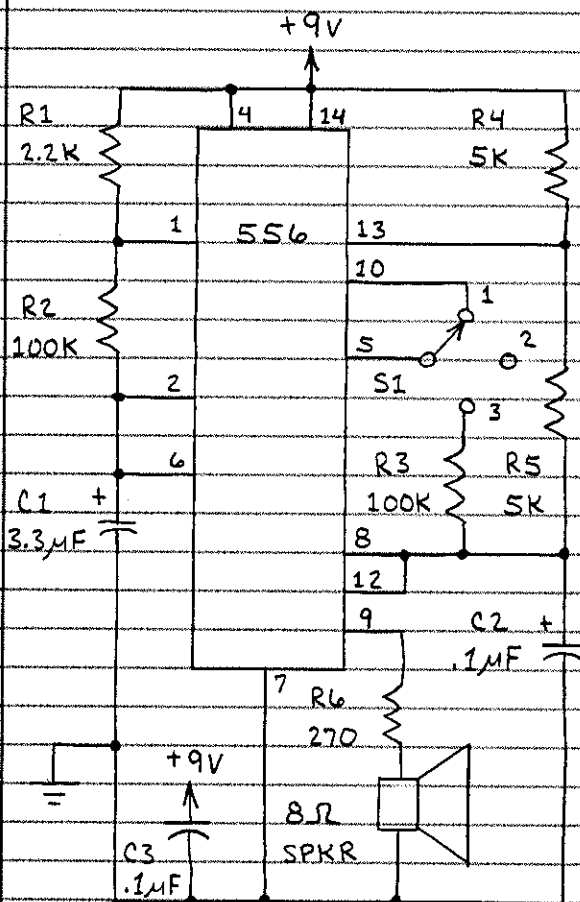 +9V
4
14
R1
2.2K
R4
5K
1
556
13
10
1
R2
100K
5
2
S1
2
3
6
R3
100K
R5
5K
C1 +
3.3µF
8
12
9
C2 +
.1µF
7
R6
270
+9V
8Ω
SPKR
C3
.1µF